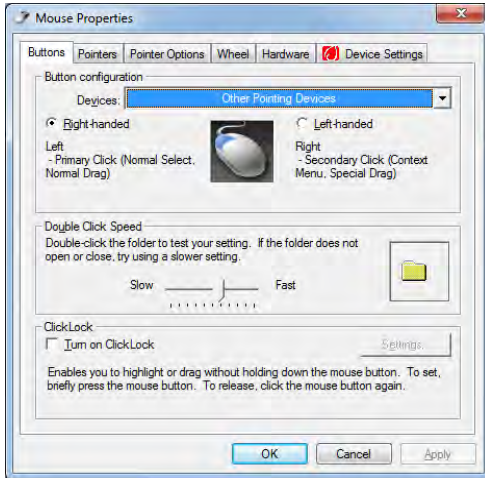 Mouse Properties
Buttons Pointers Pointer Options Wheel Hardware Device Settings
Button configuration
Devices: Other Pointing Devices
Right-handed Left-handed
Left
- Primary Click (Normal Select,
Normal Drag)
Right
- Secondary Click (Context
Menu, Special Drag)
Double Click Speed
Double-click the folder to test your setting. If the folder does not
open or close, try using a slower setting.
Slow Fast
ClickLock
Turn on ClickLock Settings...
Enables you to highlight or drag without holding down the mouse button. To set,
briefly press the mouse button. To release, click the mouse button again.
OK Cancel Apply